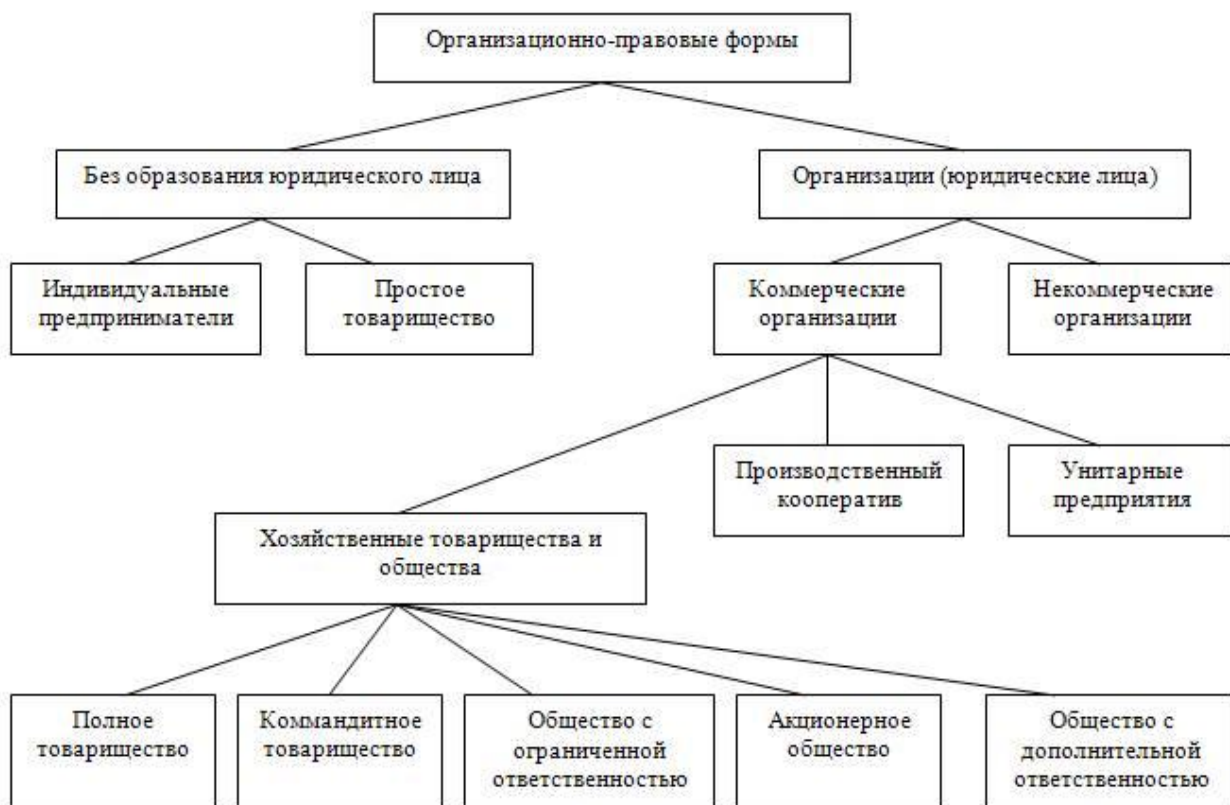 Организационно-правовые формы
Без образования юридического лица
Организации (юридические лица)
Индивидуальные
предприниматели
Простое
товарищество
Коммерческие
организации
Некоммерческие
организации
Производственный
кооператив
Унитарные
предприятия
Хозяйственные товарищества и
общества
Полное
товарищество
Коммандитное
товарищество
Общество с
ограниченной
ответственностью
Акционерное
общество
Общество с
дополнительной
ответственностью